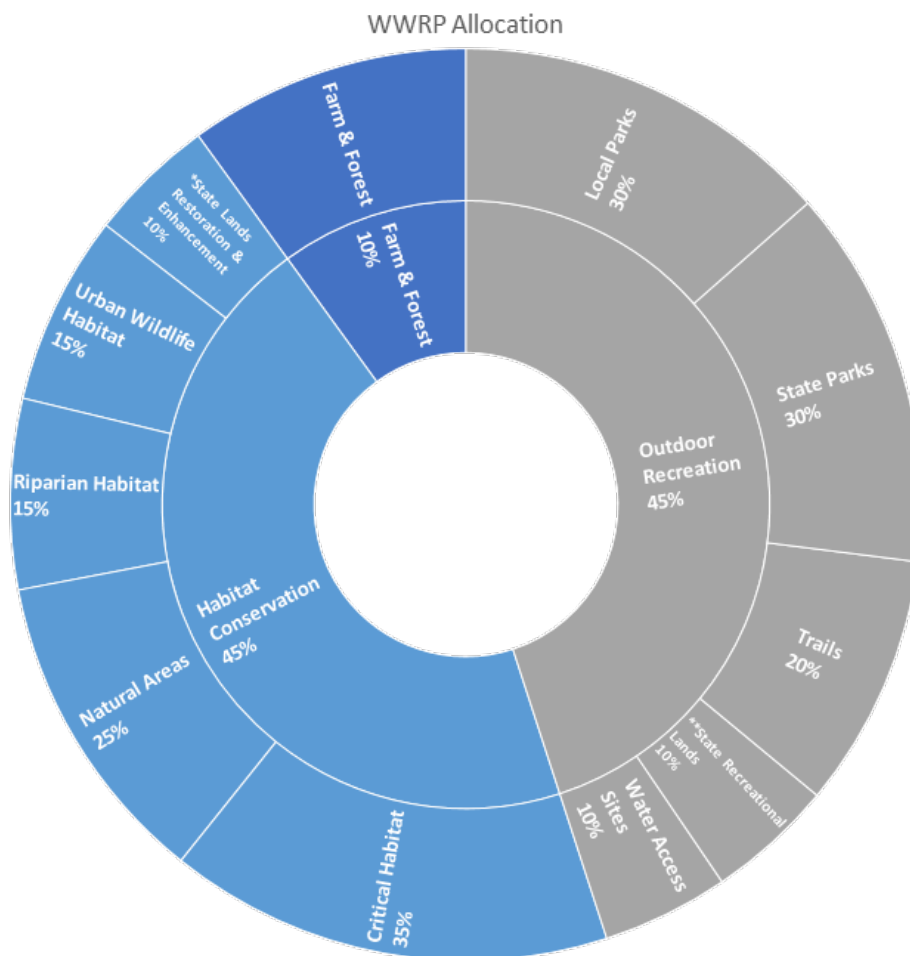 WWRP Allocation
Local Parks
30%
State Parks
30%
Trails
20%
**State Recreational
Lands
10%
Water Access
Sites
10%
Outdoor
Recreation
45%
Critical Habitat
35%
Natural Areas
25%
Riparian Habitat
15%
Urban Wildlife
Habitat
15%
*State Lands
Restoration &
Enhancement
10%
Habitat
Conservation
45%
Farm & Forest
Farm & Forest
10%